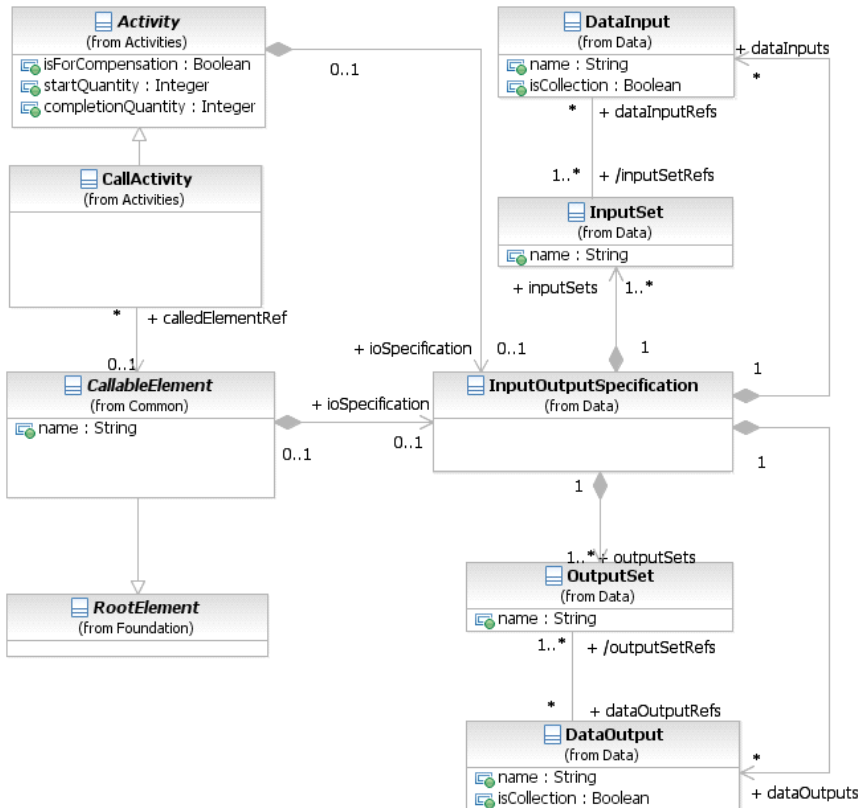 Activity
(from Activities)
isForCompensation : Boolean
startQuantity : Integer
completionQuantity : Integer
0..1
DataInput
(from Data)
name : String
isCollection : Boolean
+ dataInputs
*
* + dataInputRefs
1..* + /inputSetRefs
CallActivity
(from Activities)
InputSet
(from Data)
name : String
+ inputSets 1..*
* + calledElementRef
0..1
+ ioSpecification 0..1
1
1
CallableElement
(from Common)
name : String
+ ioSpecification
0..1
0..1
InputOutputSpecification
(from Data)
1
1
1..* + outputSets
OutputSet
(from Data)
name : String
RootElement
(from Foundation)
1..* + /outputSetRefs
* + dataOutputRefs
DataOutput
(from Data)
name : String
isCollection : Boolean
*
+ dataOutputs